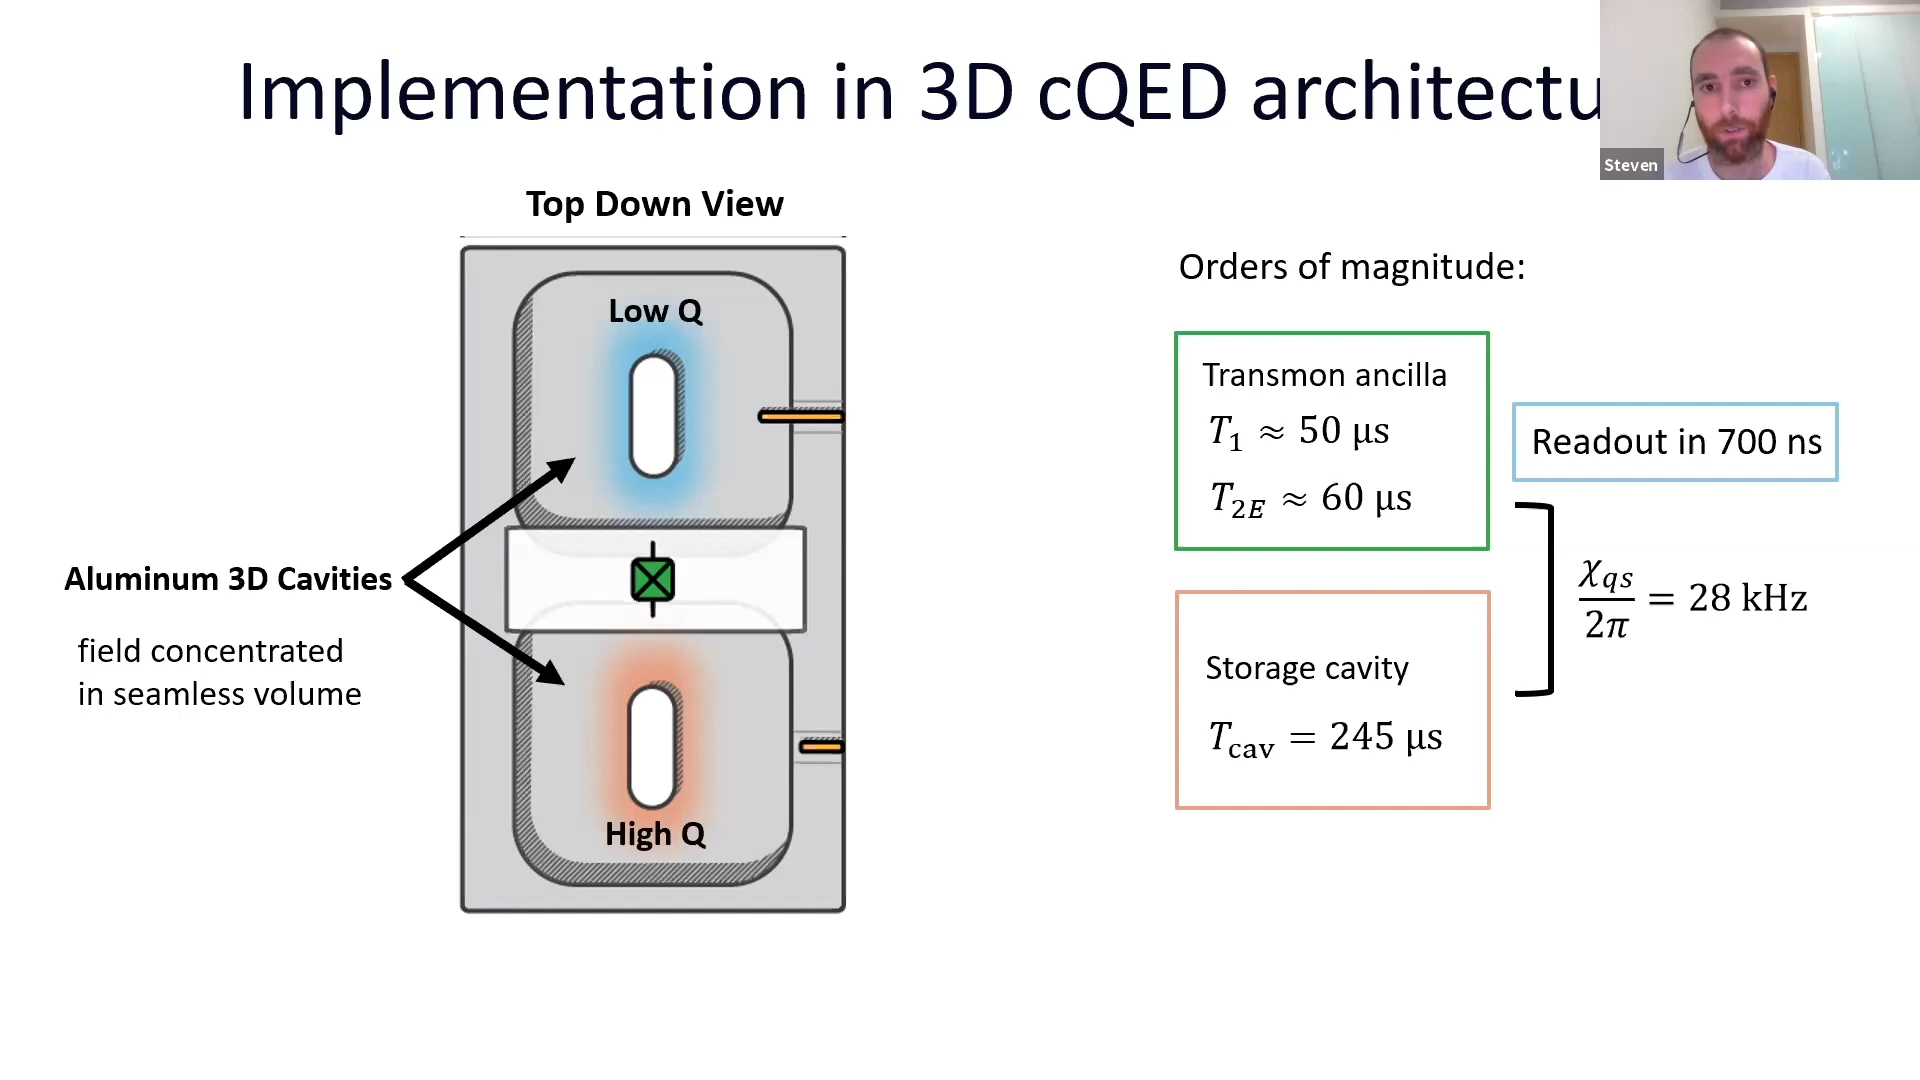 Implementation in 3D cQED architectu
Steven
Top Down View
Low Q
Aluminum 3D Cavities
field concentrated
in seamless volume
High Q
Orders of magnitude:
Transmon ancilla
T₁ ≈ 50 µs
T₂E ≈ 60 µs
Readout in 700 ns
χqs/2π = 28 kHz
Storage cavity
Tcav = 245 µs